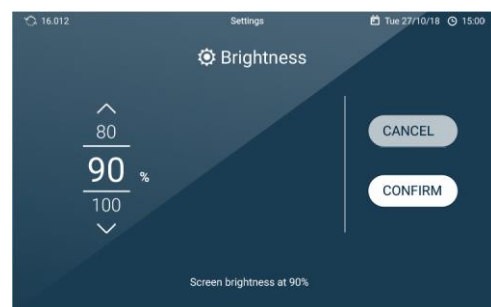 16.012 Settings Tue 27/10/18 15:00
Brightness
80
90 %
100
CANCEL
CONFIRM
Screen brightness at 90%